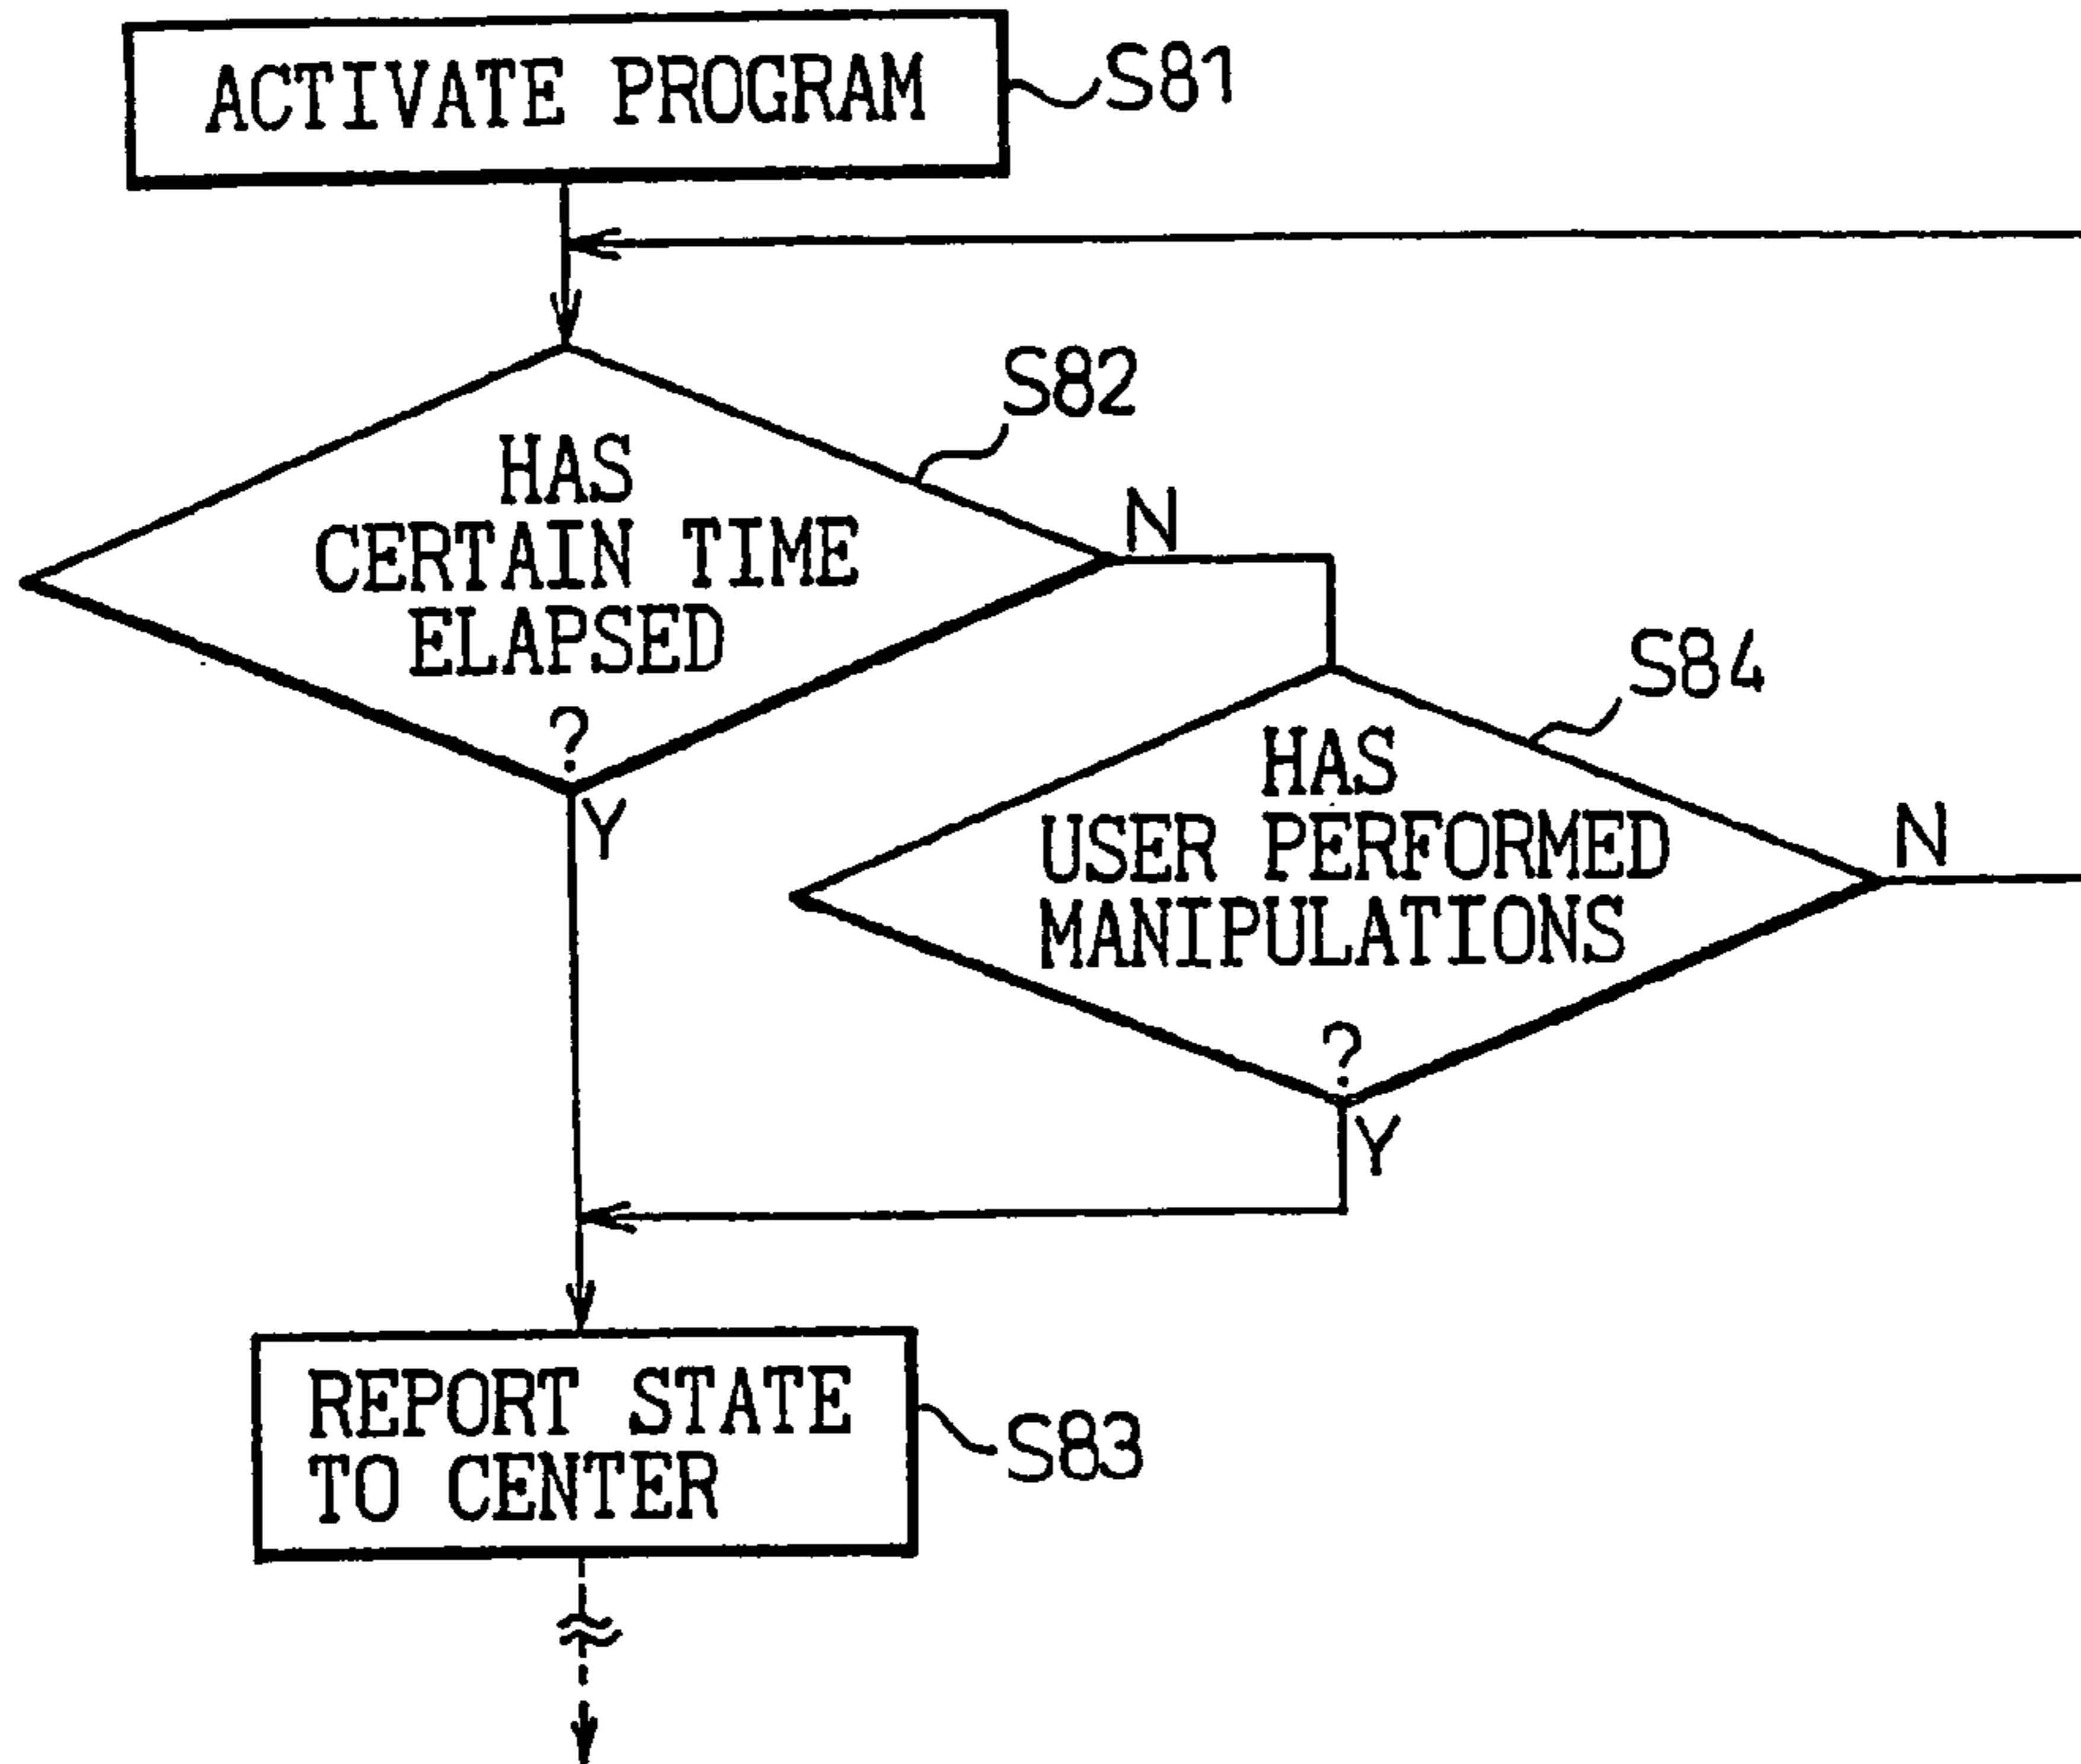 ACTIVATE PROGRAM
S81
S82
HAS
CERTAIN TIME
ELAPSED
?
N
Y
S84
HAS
USER PERFORMED
MANIPULATIONS
?
N
Y
REPORT STATE
TO CENTER
S83